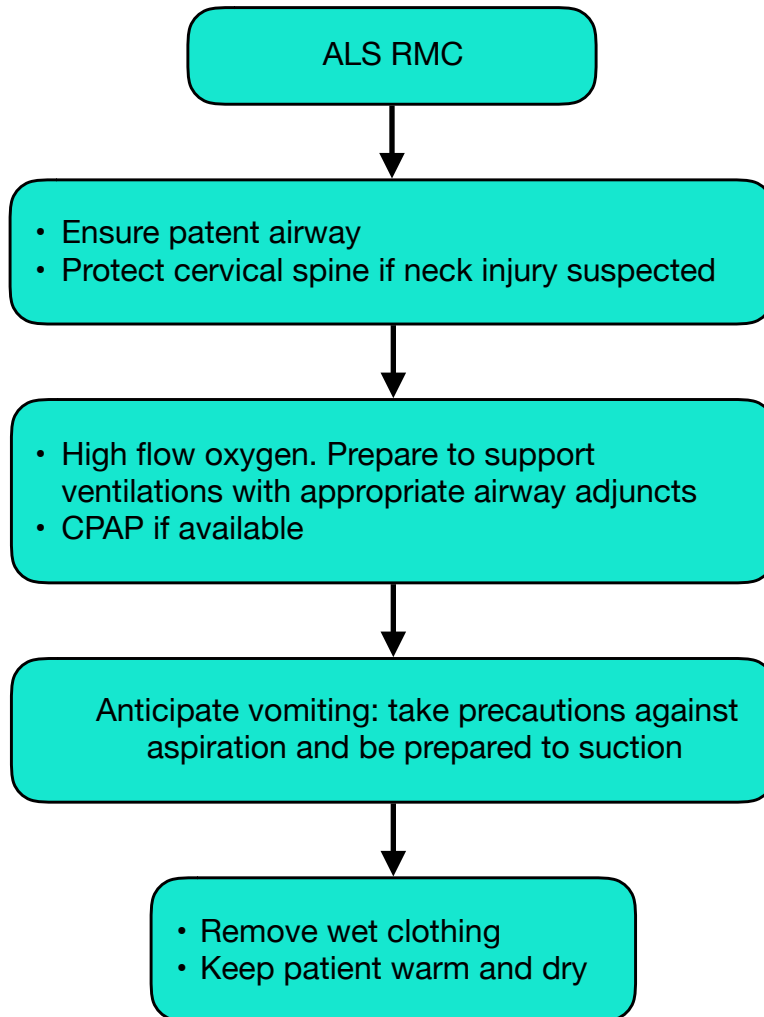 ALS RMC
• Ensure patent airway
• Protect cervical spine if neck injury suspected
• High flow oxygen. Prepare to support
ventilations with appropriate airway adjuncts
• CPAP if available
Anticipate vomiting: take precautions against
aspiration and be prepared to suction
• Remove wet clothing
• Keep patient warm and dry